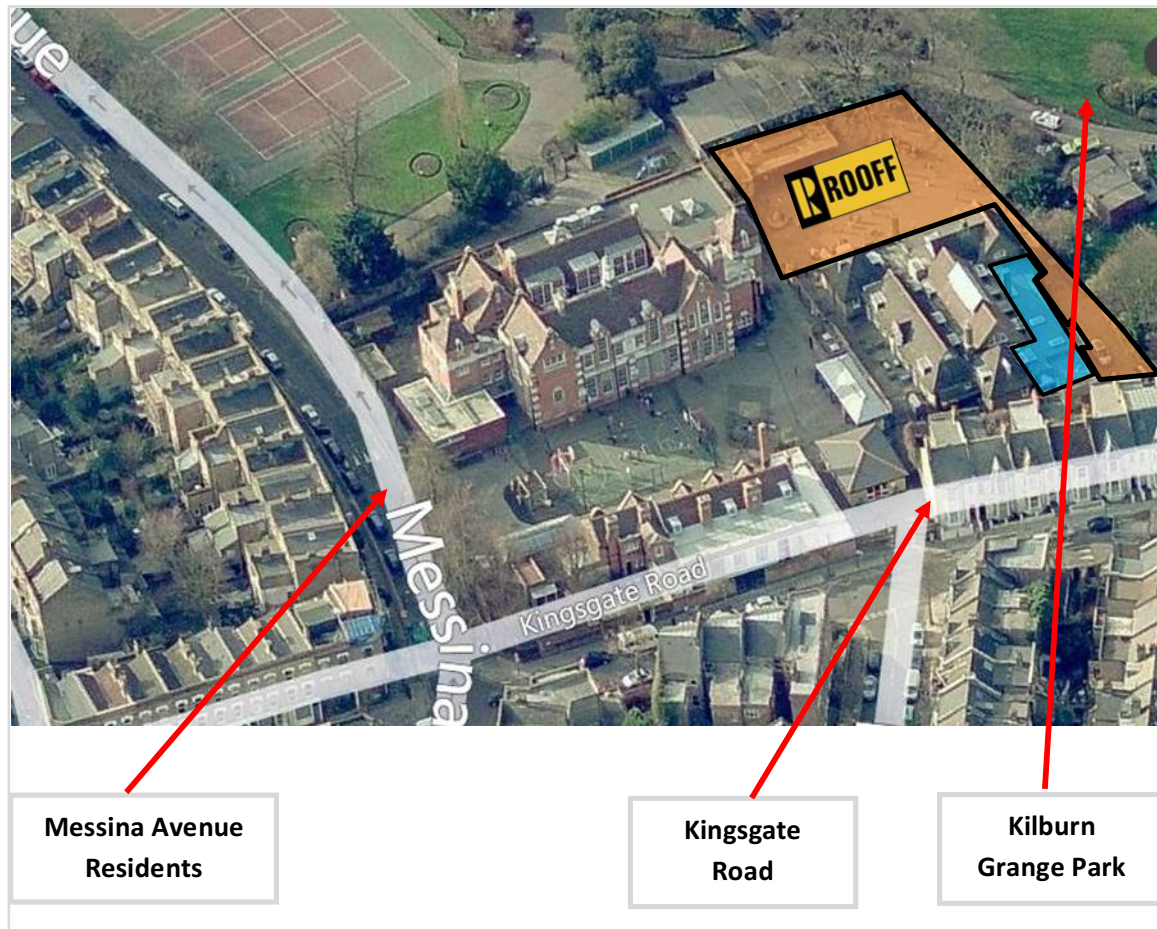 ue
ROOFF
Messina
Kingsgate Road
Messina Avenue
Residents
Kingsgate
Road
Kilburn
Grange Park